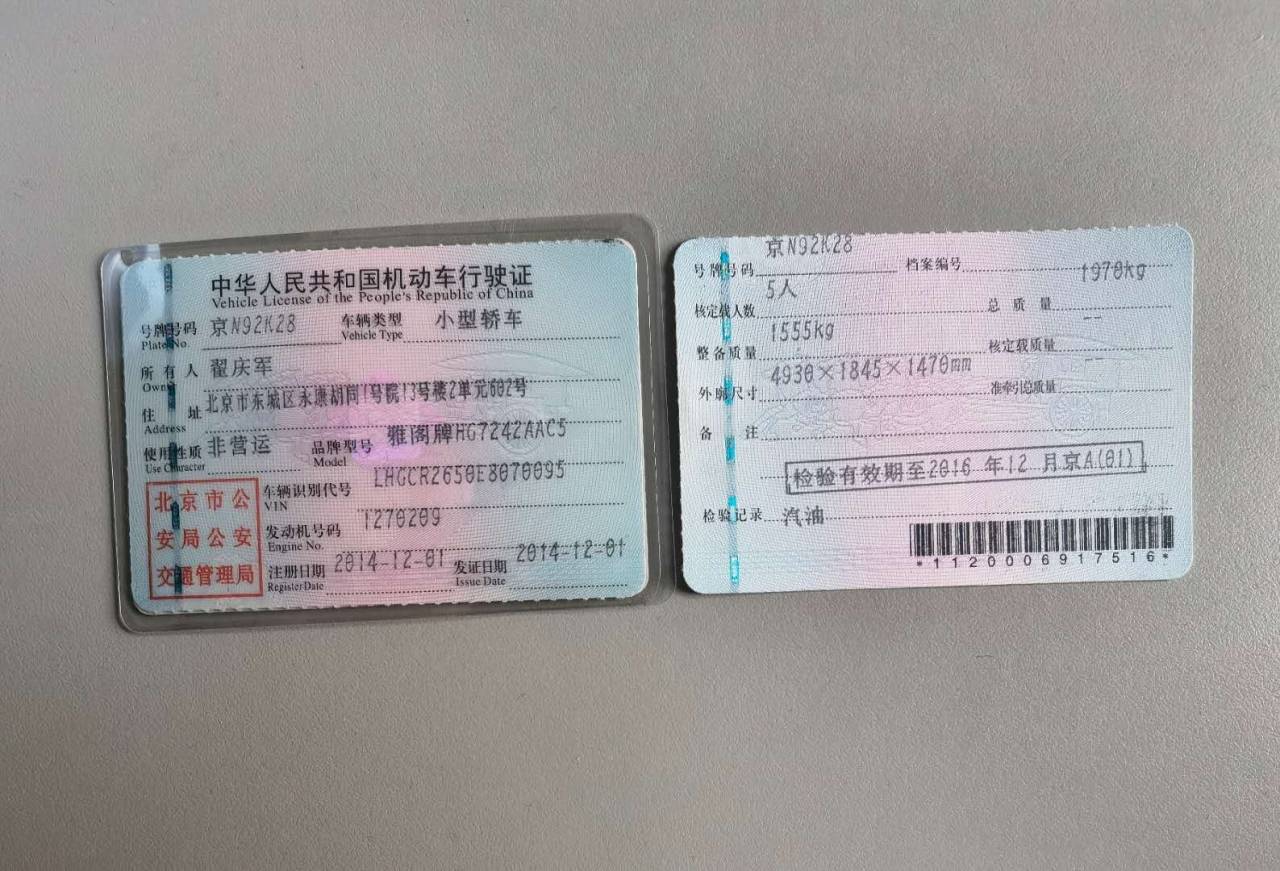 中华人民共和国机动车行驶证
Vehicle License of the People's Republic of China
号牌号码 京N92K28 车辆类型 小型轿车
Plate No. Vehicle Type
所有人 翟庆军
Owner
住址 北京市东城区永康胡同1号院13号楼2单元602号
Address
使用性质 非营运 品牌型号 雅阁牌HG7242AAC5
Use Character Model
北京市公
安局公安
交通管理局
车辆识别代号 LHGCR2650E8070095
VIN
发动机号码 1270209
Engine No.
注册日期 2014-12-01 发证日期 2014-12-01
Register Date Issue Date
号牌号码 京N92K28 档案编号
核定载人数 5人 总质量 1970kg
整备质量 1555kg 核定载质量 --
外廓尺寸 4930×1845×1470mm 准牵引总质量 --
备注
检验有效期至2016年12月京A(01)
检验记录 汽油
*1120006917516*